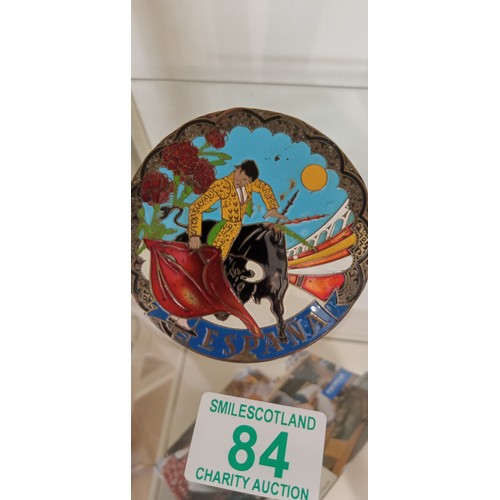 ESPAÑA
SMILESCOTLAND
84
CHARITY AUCTION